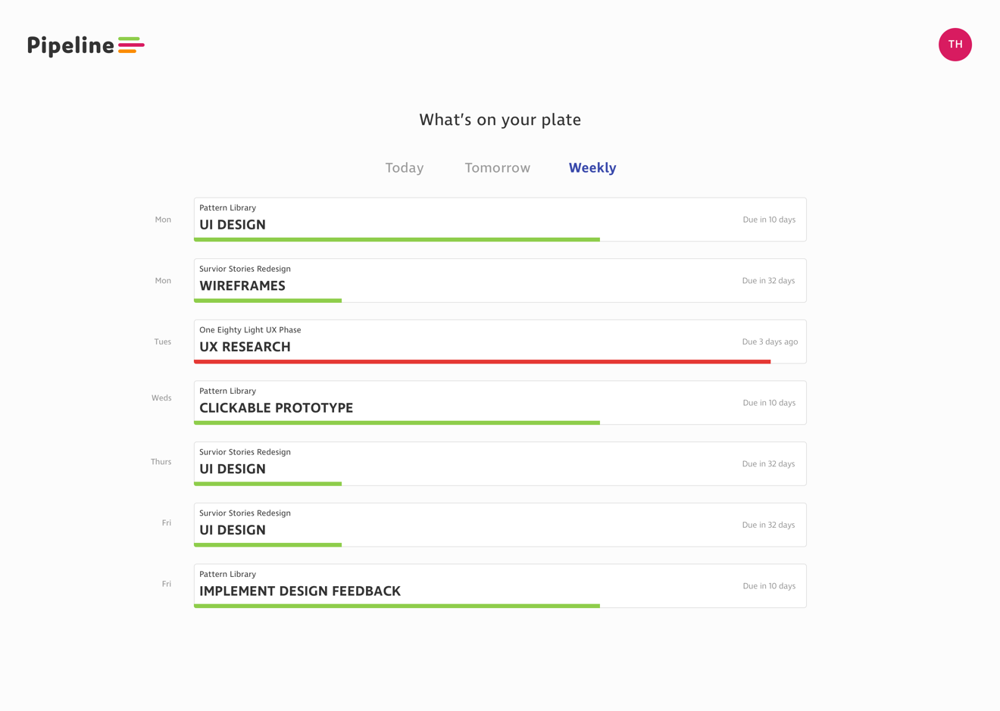 Pipeline
TH
What's on your plate
Today Tomorrow Weekly
Mon
Pattern Library
UI DESIGN
Due in 10 days
Mon
Survior Stories Redesign
WIREFRAMES
Due in 32 days
Tues
One Eighty Light UX Phase
UX RESEARCH
Due 3 days ago
Weds
Pattern Library
CLICKABLE PROTOTYPE
Due in 10 days
Thurs
Survior Stories Redesign
UI DESIGN
Due in 32 days
Fri
Survior Stories Redesign
UI DESIGN
Due in 32 days
Fri
Pattern Library
IMPLEMENT DESIGN FEEDBACK
Due in 10 days